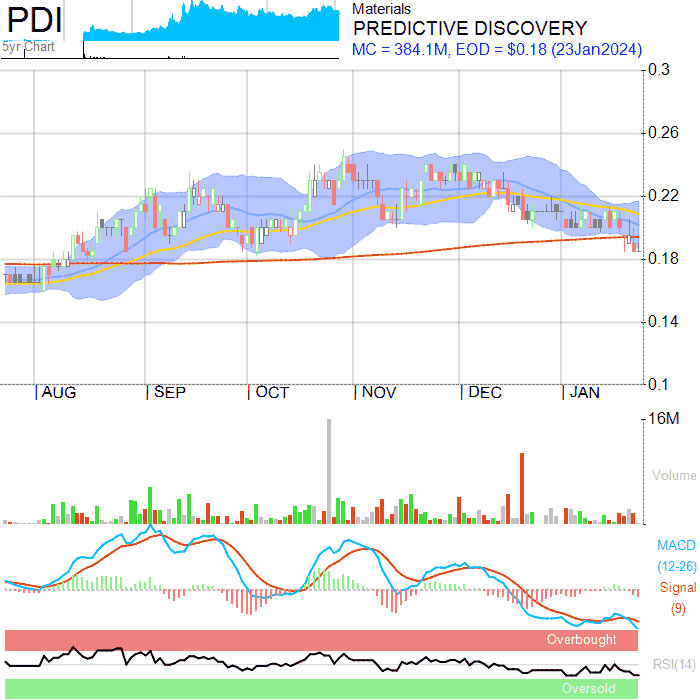 PDI
5yr Chart
Materials
PREDICTIVE DISCOVERY
MC = 384.1M, EOD = $0.18 (23Jan2024)
0.3
0.26
0.22
0.18
0.14
0.1
AUG SEP OCT NOV DEC JAN
16M
Volume
MACD
(12-26)
Signal
(9)
Overbought
RSI(14)
Oversold